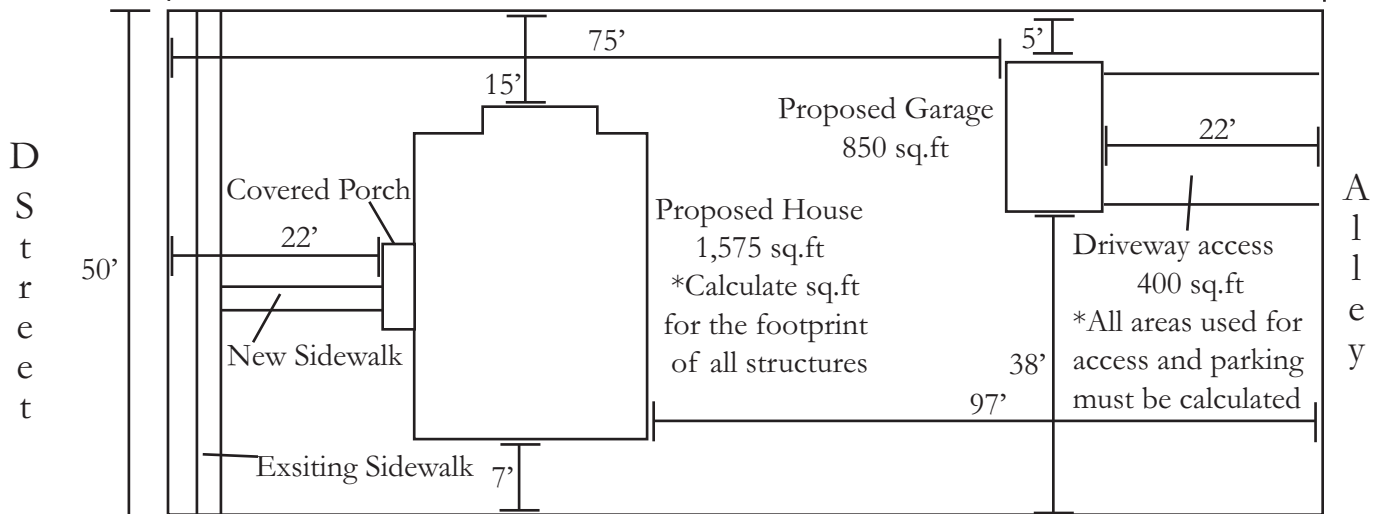 75’
5’
15’
Proposed Garage
850 sq.ft
22’
D Street
Alley
Covered Porch
22’
Proposed House
1,575 sq.ft
*Calculate sq.ft
for the footprint
of all structures
Driveway access
400 sq.ft
*All areas used for
access and parking
must be calculated
50’
New Sidewalk
38’
97’
Exsiting Sidewalk
7’